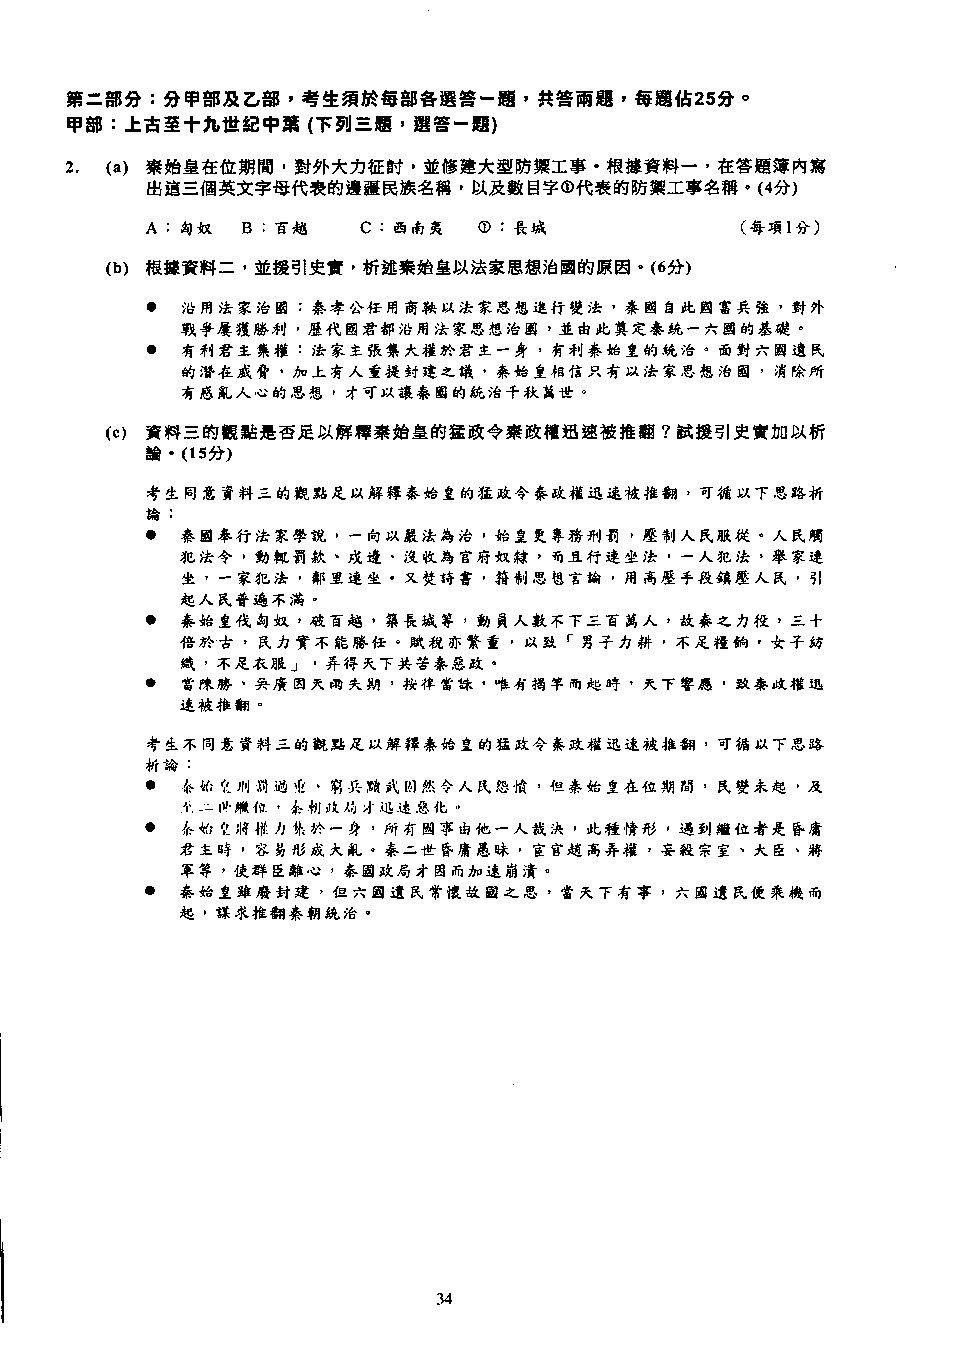 第二部分：分甲部及乙部，考生須於每部各選答一題，共答兩題，每題佔25分。
甲部：上古至十九世紀中葉 (下列三題，選答一題)
2. (a) 秦始皇在位期間，對外大力征討，並修建大型防禦工事。根據資料一，在答題簿內寫
出這三個英文字母代表的邊疆民族名稱，以及數目字①代表的防禦工事名稱。(4分)
A：匈奴 B：百越 C：西南夷 ①：長城 (每項1分)
(b) 根據資料二，並援引史實，析述秦始皇以法家思想治國的原因。(6分)
● 沿用法家治國：秦孝公任用商鞅以法家思想進行變法，秦國自此國富兵強，對外
戰爭屢獲勝利，歷代國君都沿用法家思想治國，並由此奠定秦統一六國的基礎。
● 有利君主集權：法家主張集大權於君主一身，有利秦始皇的統治。面對六國遺民
的潛在威脅，加上有人重提封建之議，秦始皇相信只有以法家思想治國，消除所
有惑亂人心的思想，才可以讓秦國的統治千秋萬世。
(c) 資料三的觀點是否足以解釋秦始皇的猛政令秦政權迅速被推翻？試援引史實加以析
論。(15分)
考生同意資料三的觀點足以解釋秦始皇的猛政令秦政權迅速被推翻，可循以下思路析
論：
● 秦國奉行法家學說，一向以嚴法為治，始皇更專務刑罰，壓制人民服從。人民觸
犯法令，動輒罰款、戍邊、沒收為官府奴隸，而且行連坐法，一人犯法，舉家連
坐，一家犯法，鄰里連坐。又焚詩書，箝制思想言論，用高壓手段鎮壓人民，引
起人民普遍不滿。
● 秦始皇伐匈奴，破百越，築長城等，動員人數不下三百萬人，故秦之力役，三十
倍於古，民力實不能勝任。賦稅亦繁重，以致「男子力耕，不足糧餉，女子紡
織，不足衣服」，弄得天下共苦秦惡政。
● 當陳勝、吳廣因天雨失期，按律當誅，唯有揭竿而起時，天下響應，致秦政權迅
速被推翻。
考生不同意資料三的觀點足以解釋秦始皇的猛政令秦政權迅速被推翻，可循以下思路
析論：
● 秦始皇刑罰過重、窮兵黷武固然令人民怨憤，但秦始皇在位期間，民變未起，及
至二世繼位，秦朝政局才迅速惡化。
● 秦始皇將權力集於一身，所有國事由他一人裁決，此種情形，遇到繼位者是昏庸
君主時，容易形成大亂。秦二世昏庸愚昧，宦官趙高弄權，妄殺宗室、大臣、將
軍等，使群臣離心，秦國政局才因而加速崩潰。
● 秦始皇雖廢封建，但六國遺民常懷故國之思，當天下有事，六國遺民便乘機而
起，謀求推翻秦朝統治。
34